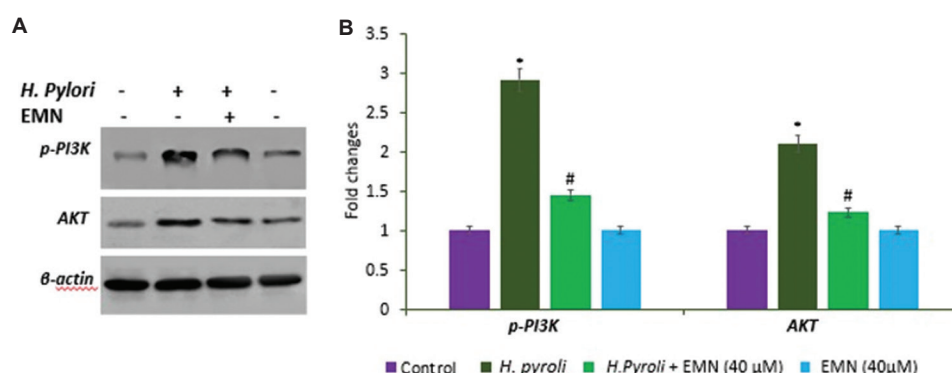 A
H. Pylori - + + -
EMN - - + -
p-PI3K
AKT
β-actin
B
3.5
3
2.5
2
1.5
1
0.5
0
Fold changes
•
#
•
#
p-PI3K AKT
Control H. pyroli H.Pyroli + EMN (40 µM) EMN (40µM)